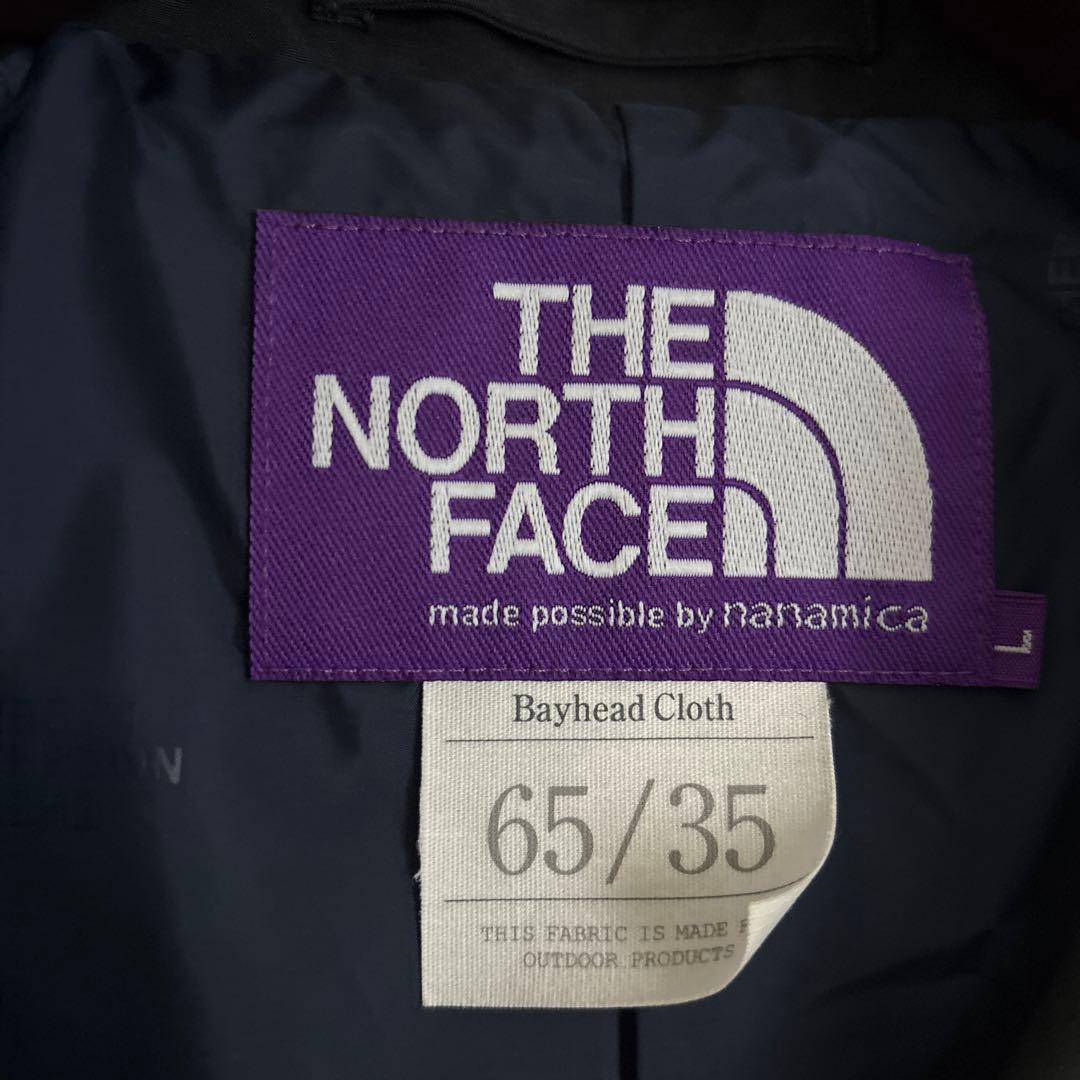 THE
NORTH
FACE
made possible by nanamica
L
Bayhead Cloth
65/35
THIS FABRIC IS MADE
OUTDOOR PRODUCTS